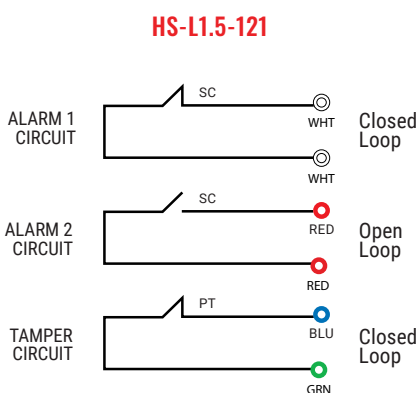 HS-L1.5-121
SC
ALARM 1
CIRCUIT
WHT
Closed
Loop
WHT
SC
ALARM 2
CIRCUIT
RED
Open
Loop
RED
PT
TAMPER
CIRCUIT
BLU
Closed
Loop
GRN